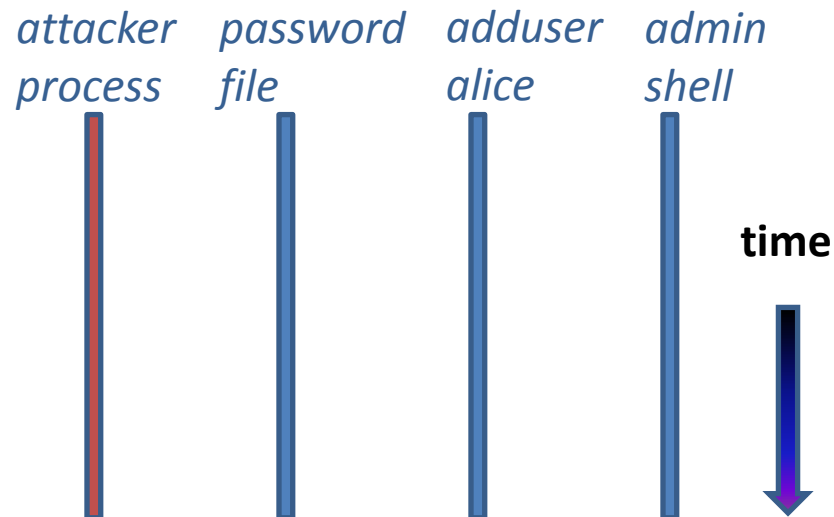 attacker password adduser admin
process file alice shell
time